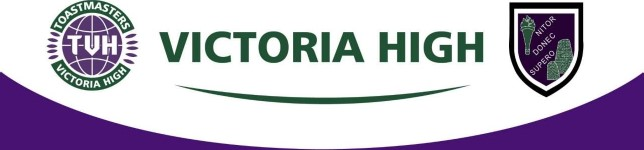 TOASTMASTERS
TVH
VICTORIA HIGH
VICTORIA HIGH
NITOR
DONEC
SUPERO